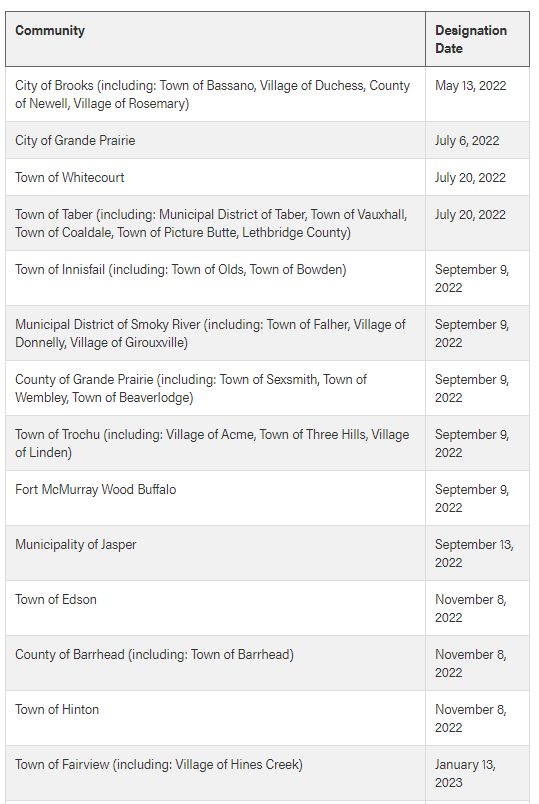 Community
Designation
Date
City of Brooks (including: Town of Bassano, Village of Duchess, County
of Newell, Village of Rosemary)
May 13, 2022
City of Grande Prairie
July 6, 2022
Town of Whitecourt
July 20, 2022
Town of Taber (including: Municipal District of Taber, Town of Vauxhall,
Town of Coaldale, Town of Picture Butte, Lethbridge County)
July 20, 2022
Town of Innisfail (including: Town of Olds, Town of Bowden)
September 9,
2022
Municipal District of Smoky River (including: Town of Falher, Village of
Donnelly, Village of Girouxville)
September 9,
2022
County of Grande Prairie (including: Town of Sexsmith, Town of
Wembley, Town of Beaverlodge)
September 9,
2022
Town of Trochu (including: Village of Acme, Town of Three Hills, Village
of Linden)
September 9,
2022
Fort McMurray Wood Buffalo
September 9,
2022
Municipality of Jasper
September 13,
2022
Town of Edson
November 8,
2022
County of Barrhead (including: Town of Barrhead)
November 8,
2022
Town of Hinton
November 8,
2022
Town of Fairview (including: Village of Hines Creek)
January 13,
2023